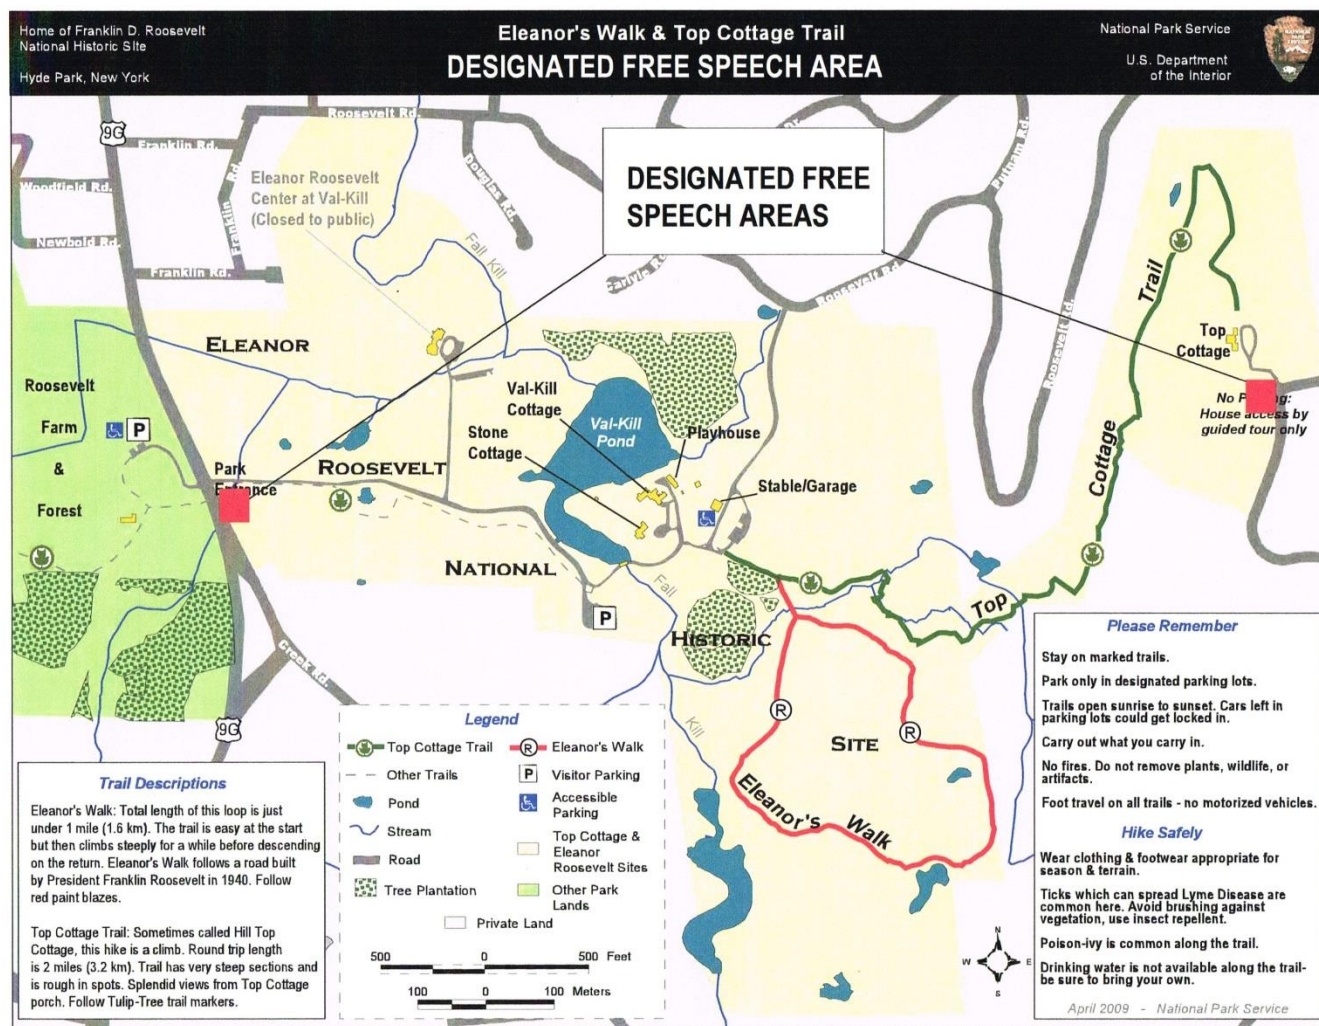 Home of Franklin D. Roosevelt
National Historic Site
Hyde Park, New York
Eleanor's Walk & Top Cottage Trail
DESIGNATED FREE SPEECH AREA
National Park Service
U.S. Department
of the Interior
9G
Roosevelt Rd.
Franklin Rd.
Franklin Rd.
Woodfield Rd.
Newbold Rd.
Franklin Rd.
Eleanor Roosevelt
Center at Val-Kill
(Closed to public)
Douglas Rd.
Fall Kill
Carlyle Rd.
Dr.
Putnam Rd.
Roosevelt Rd.
Roosevelt Rd.
DESIGNATED FREE
SPEECH AREAS
Trail
Top
Cottage
No Parking:
House access by
guided tour only
ELEANOR
Roosevelt
Farm
&
Forest
P
Park
Entrance
ROOSEVELT
Val-Kill
Cottage
Stone
Cottage
Val-Kill
Pond
Playhouse
Stable/Garage
Cottage
NATIONAL
Fall
P
HISTORIC
Top
Creek Rd.
9G
Kill
R
R
SITE
Eleanor's Walk
Trail Descriptions
Eleanor's Walk: Total length of this loop is just
under 1 mile (1.6 km). The trail is easy at the start
but then climbs steeply for a while before descending
on the return. Eleanor's Walk follows a road built
by President Franklin Roosevelt in 1940. Follow
red paint blazes.
Top Cottage Trail: Sometimes called Hill Top
Cottage, this hike is a climb. Round trip length
is 2 miles (3.2 km). Trail has very steep sections and
is rough in spots. Splendid views from Top Cottage
porch. Follow Tulip-Tree trail markers.
Legend
Top Cottage Trail
Other Trails
Pond
Stream
Road
Tree Plantation
R Eleanor's Walk
P Visitor Parking
Accessible
Parking
Top Cottage &
Eleanor
Roosevelt Sites
Other Park
Lands
Private Land
500 0 500 Feet
100 0 100 Meters
N
W E
S
Please Remember
Stay on marked trails.
Park only in designated parking lots.
Trails open sunrise to sunset. Cars left in
parking lots could get locked in.
Carry out what you carry in.
No fires. Do not remove plants, wildlife, or
artifacts.
Foot travel on all trails - no motorized vehicles.
Hike Safely
Wear clothing & footwear appropriate for
season & terrain.
Ticks which can spread Lyme Disease are
common here. Avoid brushing against
vegetation, use insect repellent.
Poison-ivy is common along the trail.
Drinking water is not available along the trail-
be sure to bring your own.
April 2009 - National Park Service